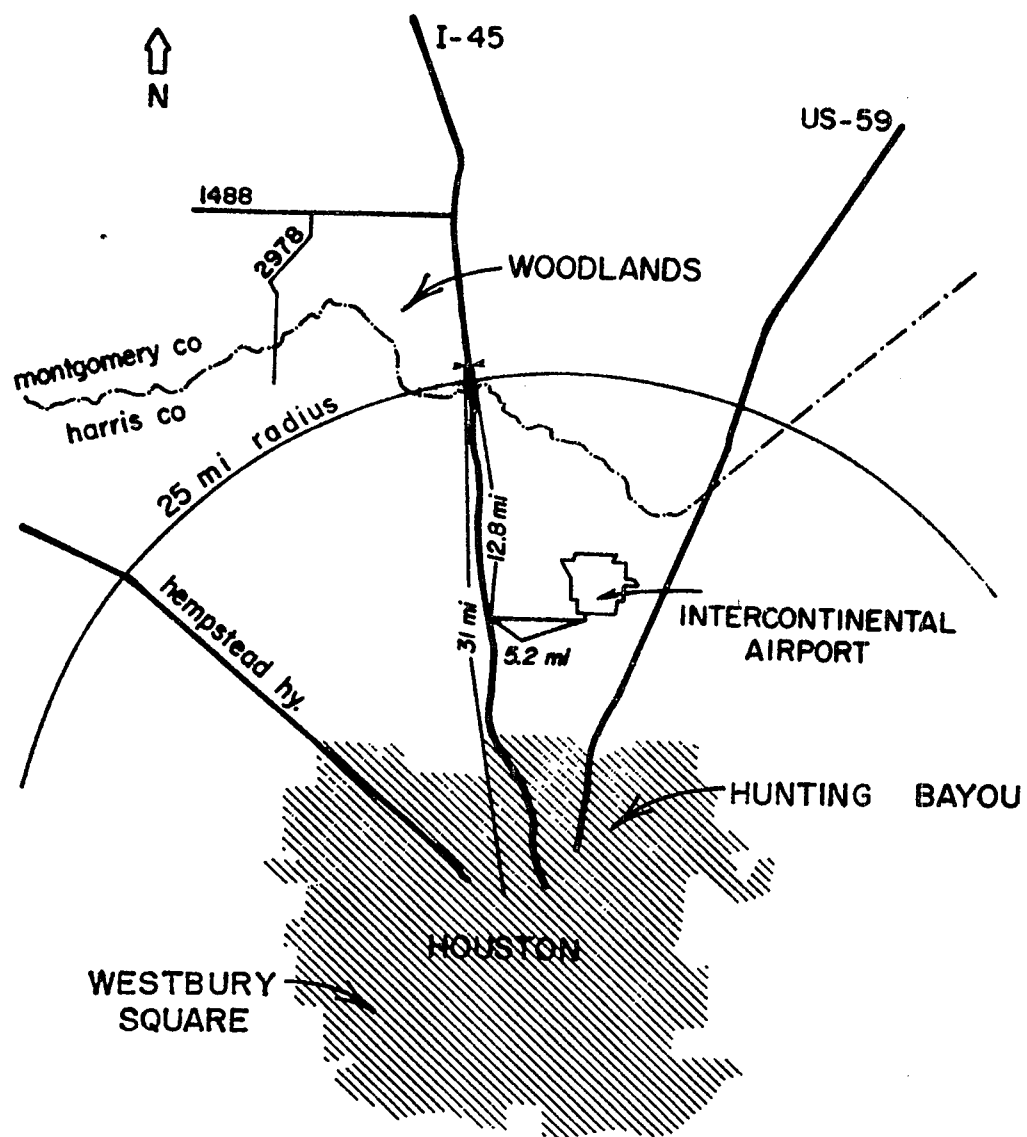 I-45
N
US-59
1488
2978
WOODLANDS
montgomery co
harris co
25 mi radius
12.8 mi
hempstead hy.
31 mi
5.2 mi
INTERCONTINENTAL
AIRPORT
HUNTING BAYOU
HOUSTON
WESTBURY
SQUARE